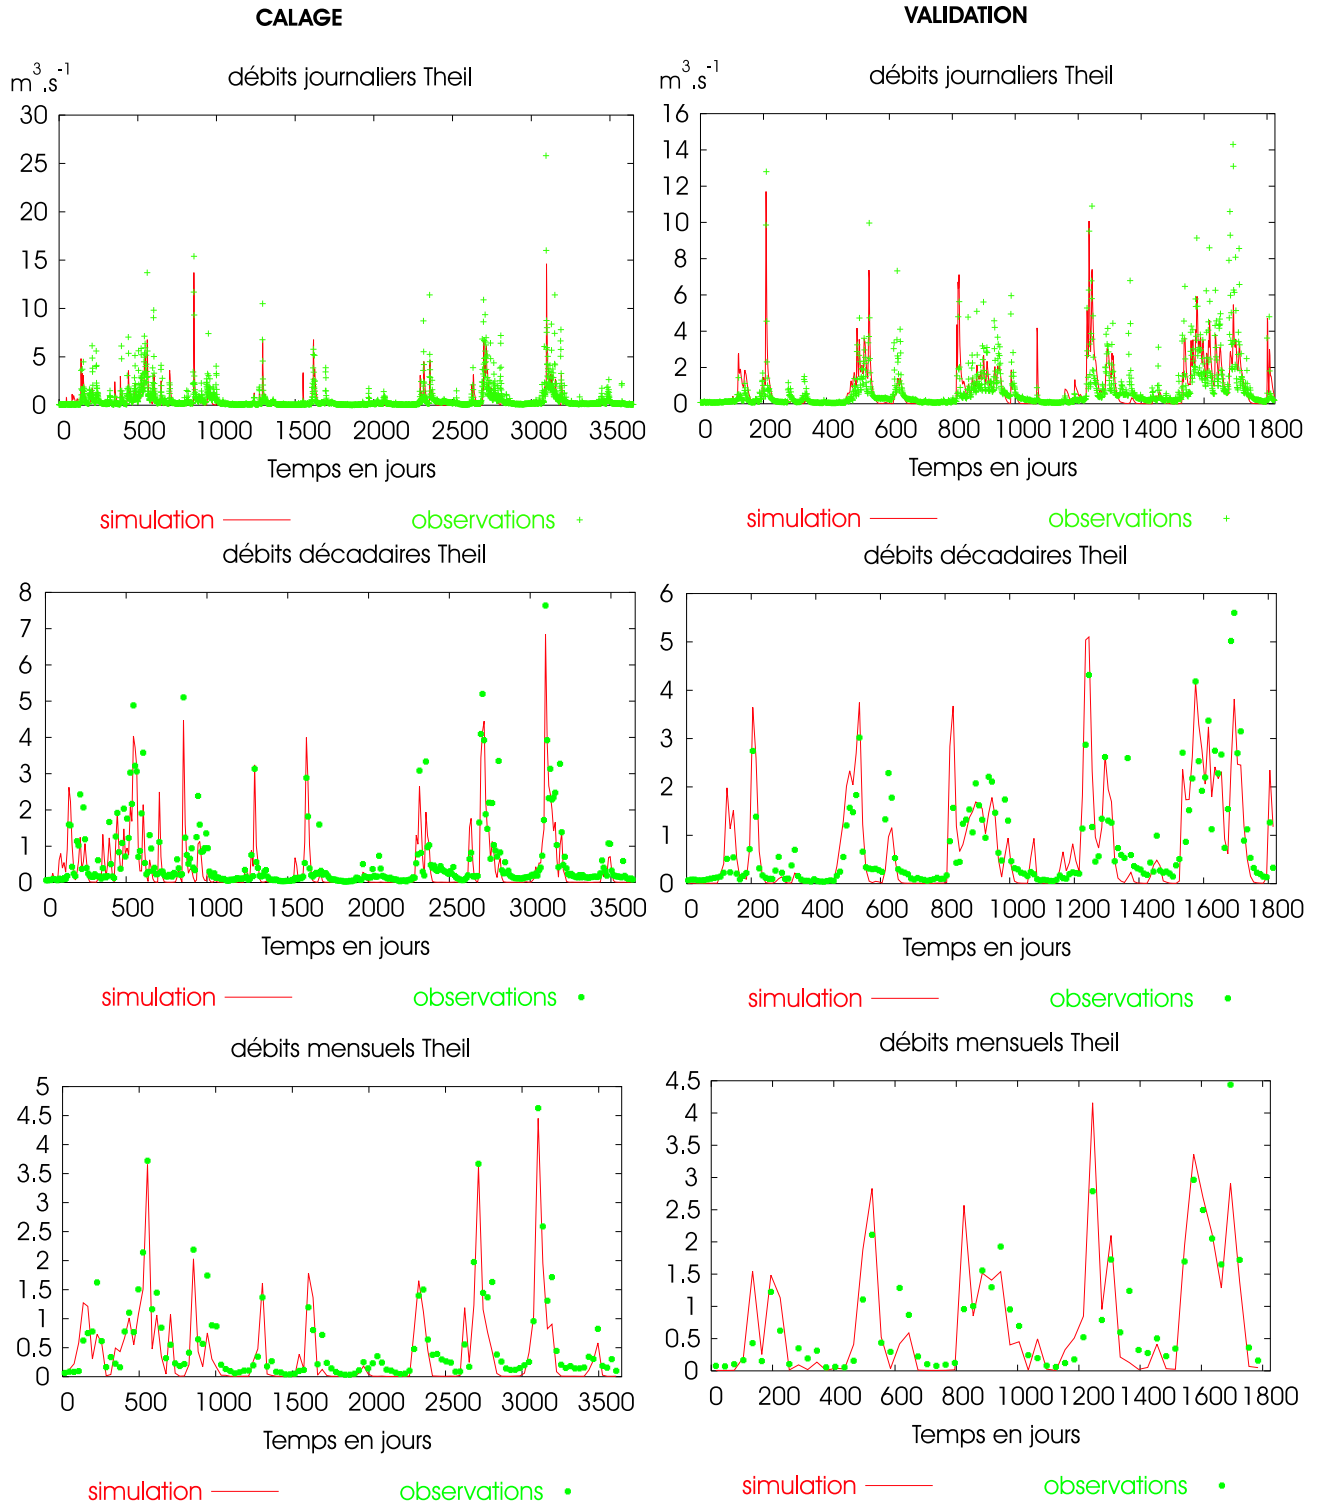 CALAGE
VALIDATION
débits journaliers Theil
m³.s⁻¹
30
25
20
15
10
5
0
0 500 1000 1500 2000 2500 3000 3500
Temps en jours
simulation
observations
débits journaliers Theil
m³.s⁻¹
16
14
12
10
8
6
4
2
0
0 200 400 600 800 1000 1200 1400 1600 1800
Temps en jours
simulation
observations
débits décadaires Theil
8
7
6
5
4
3
2
1
0
0 500 1000 1500 2000 2500 3000 3500
Temps en jours
simulation
observations
débits décadaires Theil
6
5
4
3
2
1
0
0 200 400 600 800 1000 1200 1400 1600 1800
Temps en jours
simulation
observations
débits mensuels Theil
5
4.5
4
3.5
3
2.5
2
1.5
1
0.5
0
0 500 1000 1500 2000 2500 3000 3500
Temps en jours
simulation
observations
débits mensuels Theil
4.5
4
3.5
3
2.5
2
1.5
1
0.5
0
0 200 400 600 800 1000 1200 1400 1600 1800
Temps en jours
simulation
observations